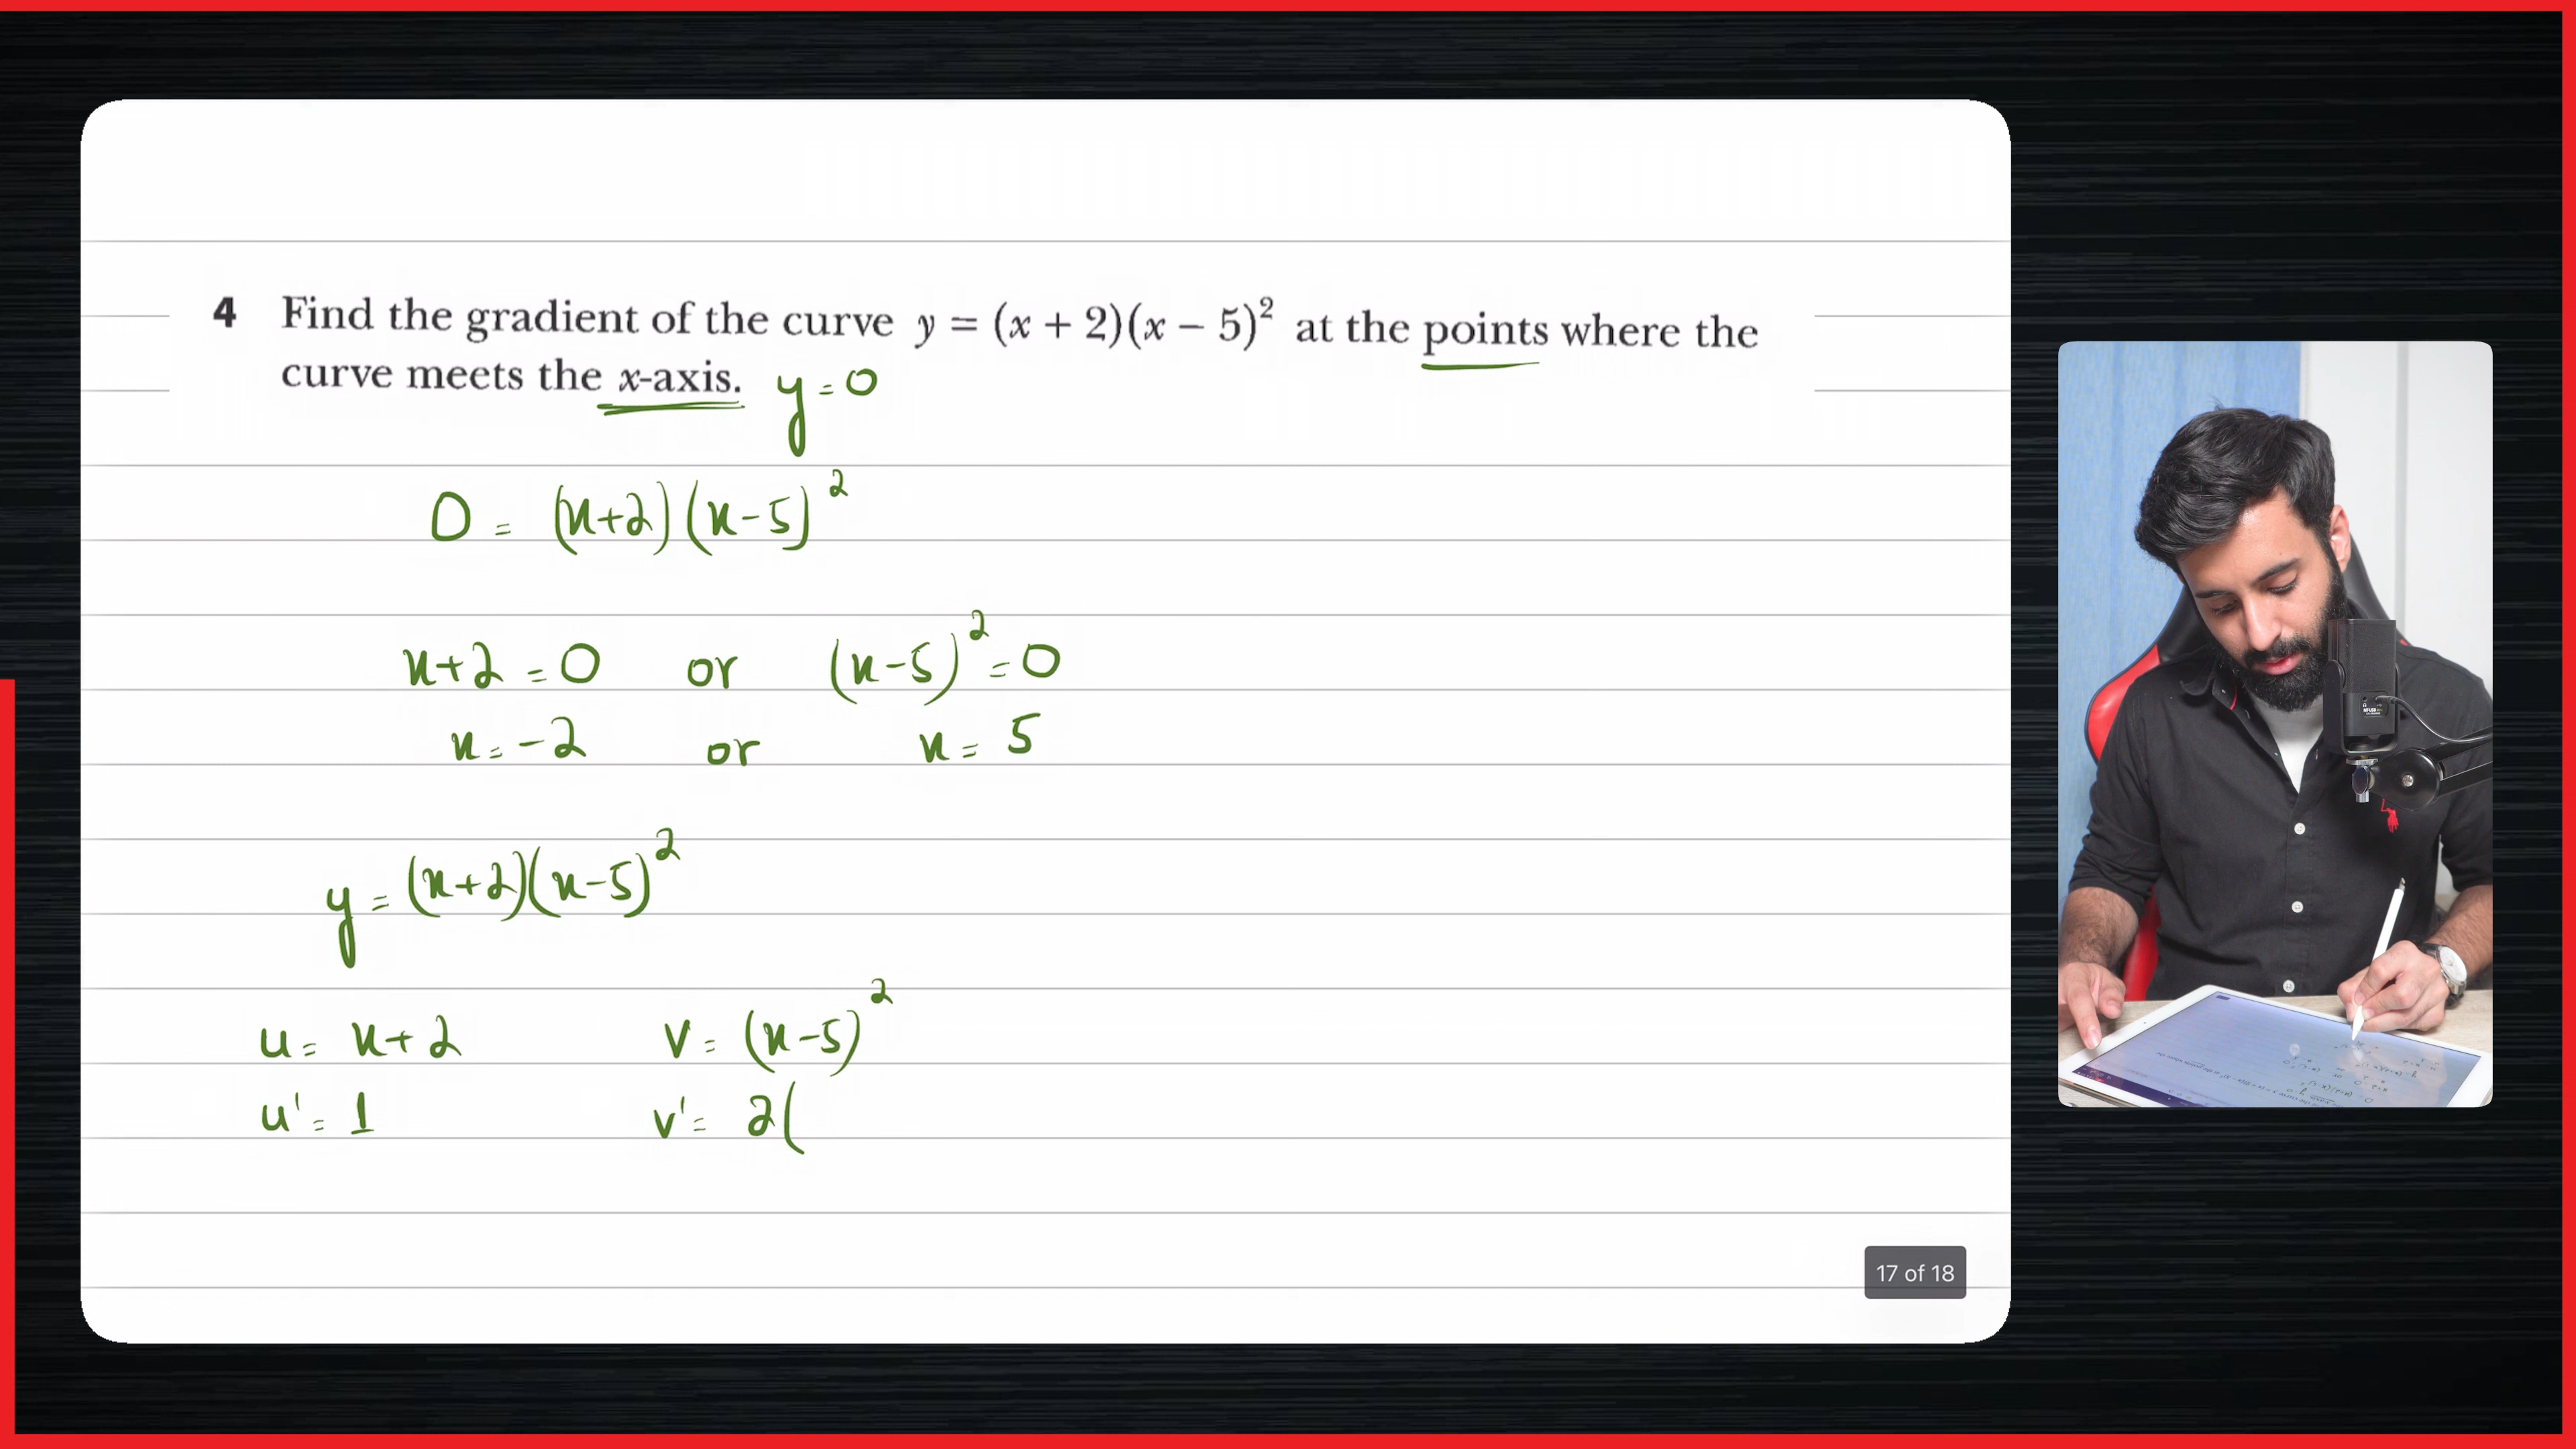 4 Find the gradient of the curve y = (x + 2)(x − 5)² at the points where the
curve meets the x-axis. y = 0
0 = (x+2)(x-5)²
x+2 = 0 or (x-5)² = 0
x = -2 or x = 5
y = (x+2)(x-5)²
u = x+2 v = (x-5)²
u' = 1 v' = 2(
17 of 18